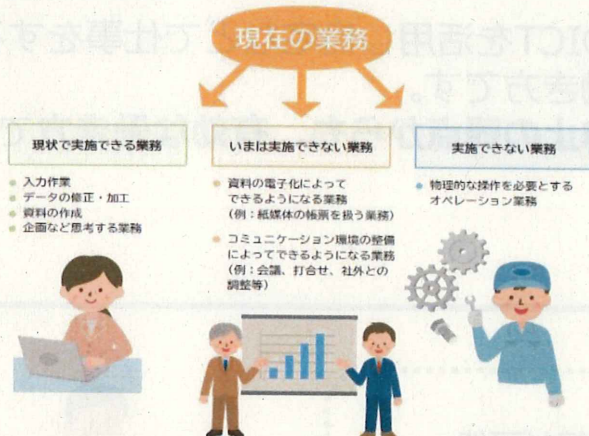 現在の業務
現状で実施できる業務
入力作業
データの修正・加工
資料の作成
企画など思考する業務
いまは実施できない業務
資料の電子化によって
できるようになる業務
(例:紙媒体の帳票を扱う業務)
コミュニケーション環境の整備
によってできるようになる業務
(例:会議、打合せ、社外との
調整等)
実施できない業務
物理的な操作を必要とする
オペレーション業務